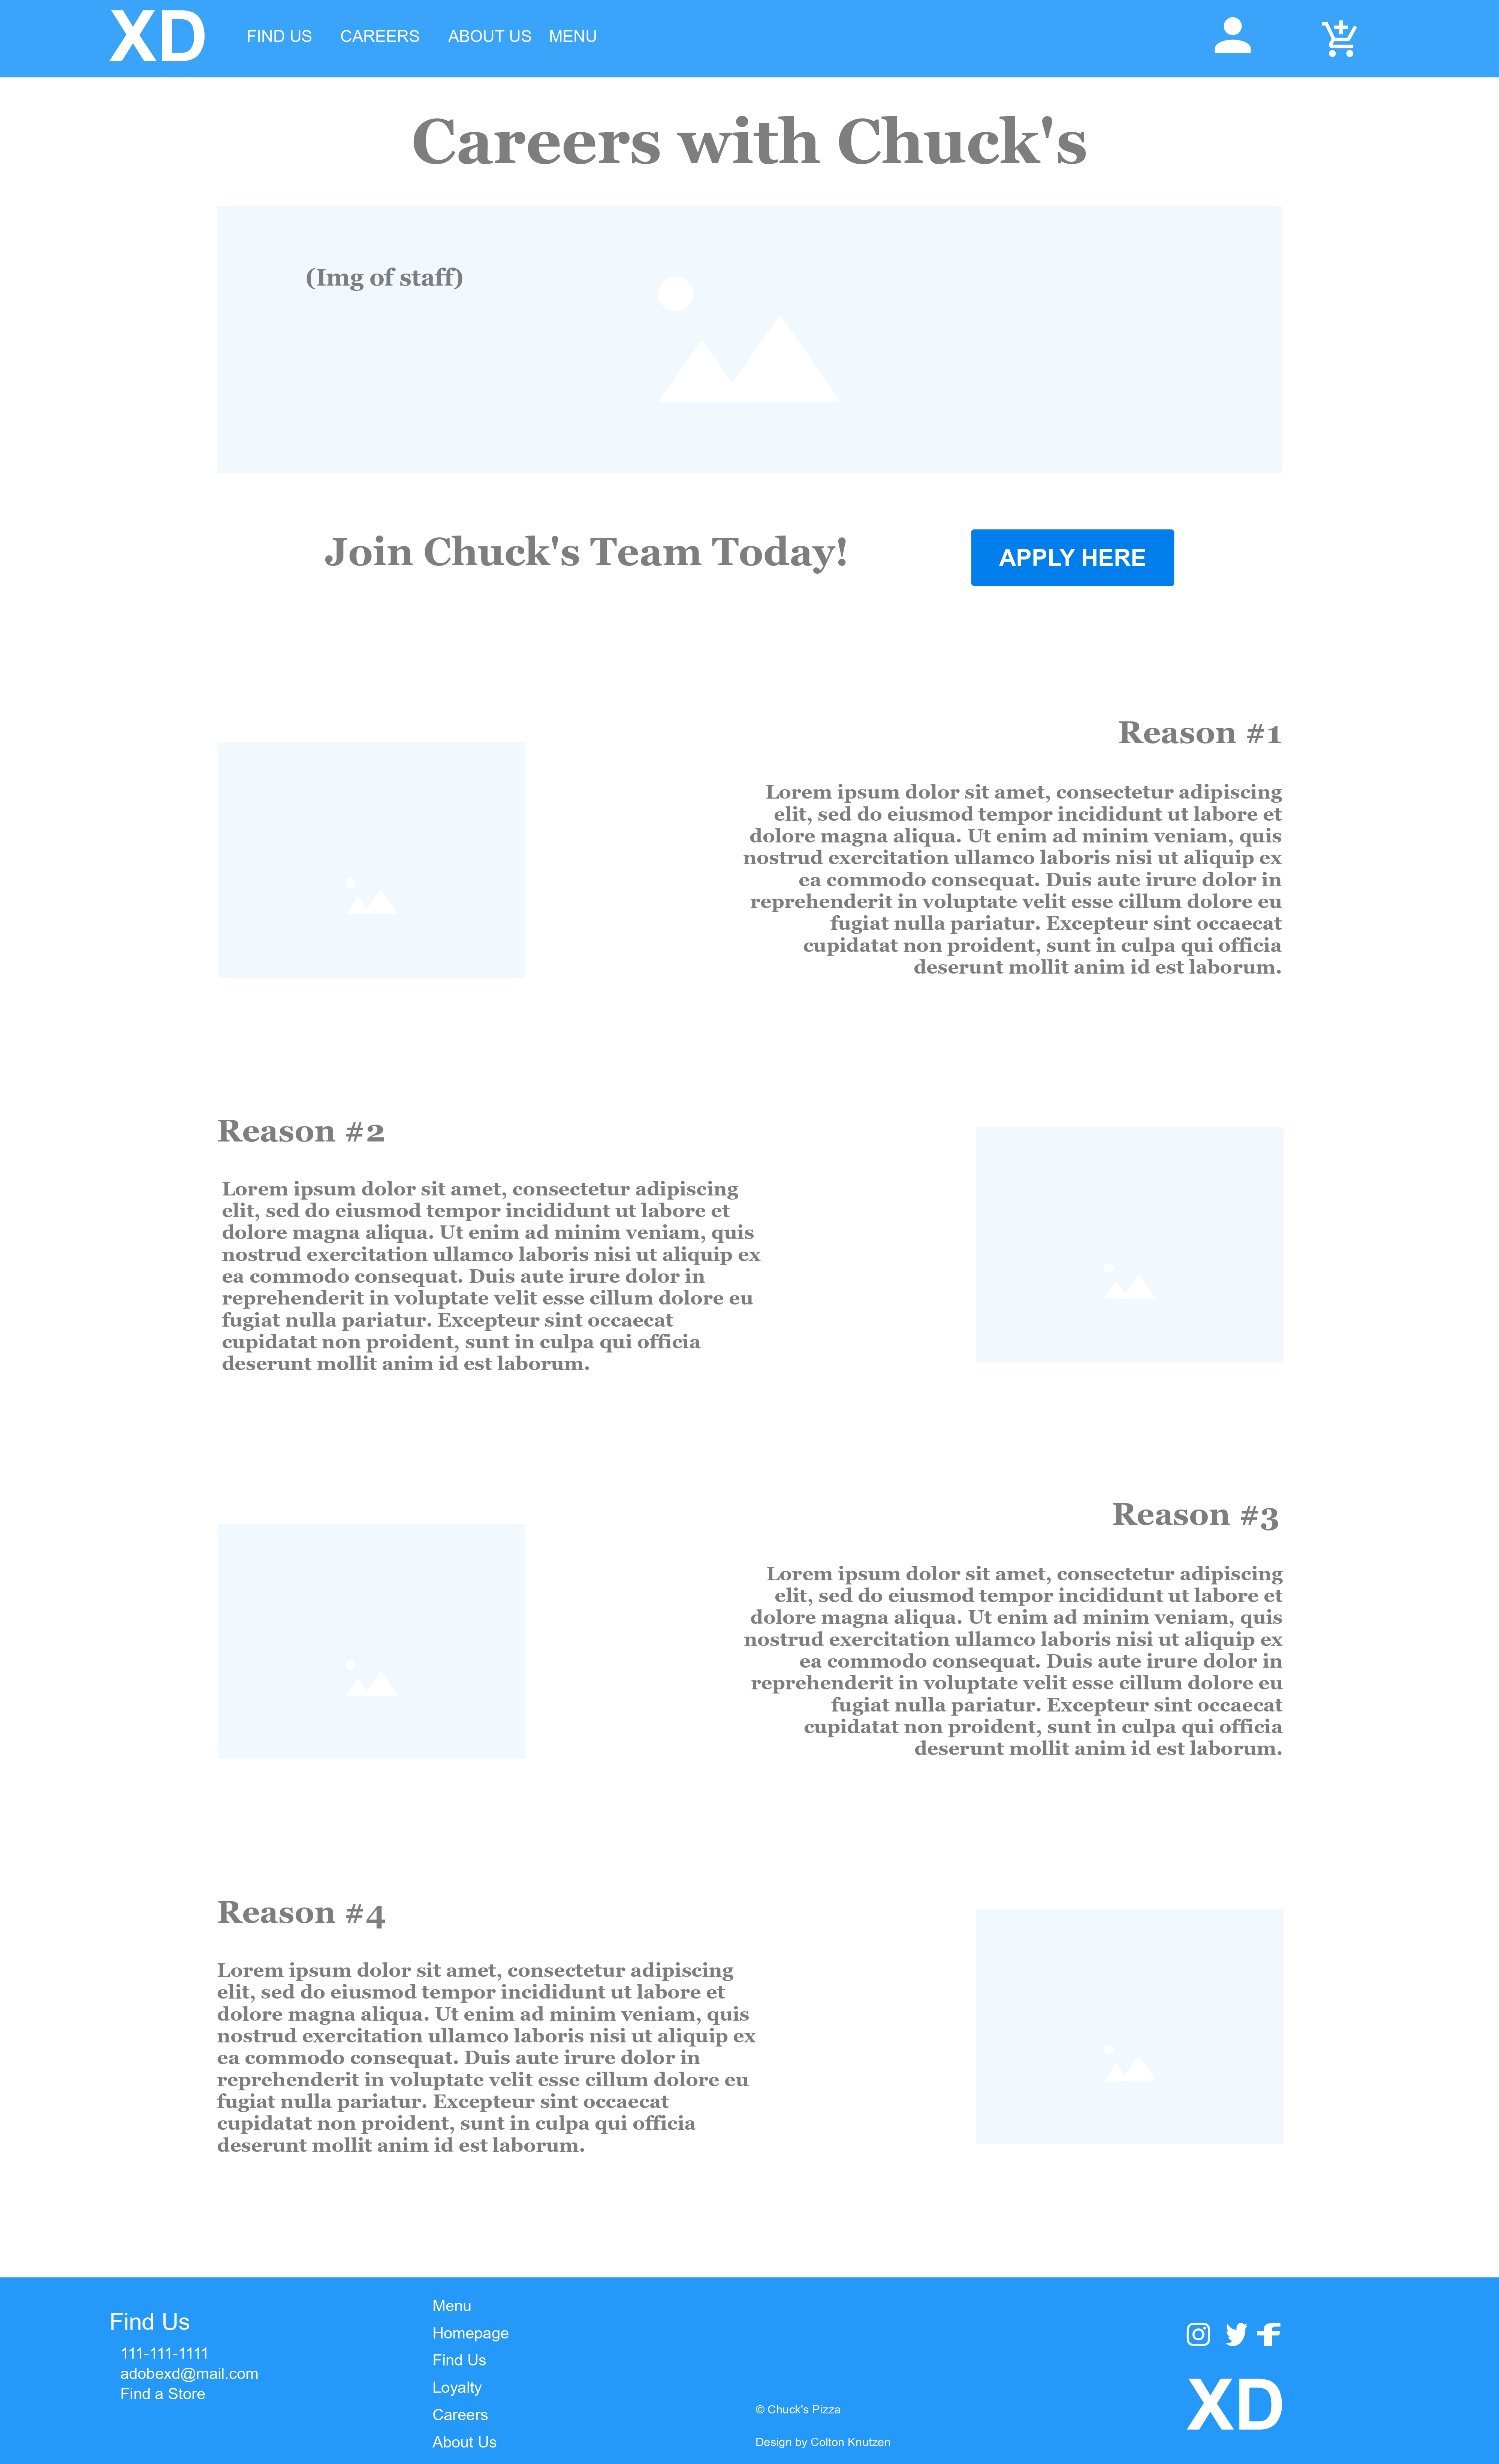 XD
FIND US CAREERS ABOUT US MENU
Careers with Chuck's
(Img of staff)
Join Chuck's Team Today!
APPLY HERE
Reason #1
Lorem ipsum dolor sit amet, consectetur adipiscing
elit, sed do eiusmod tempor incididunt ut labore et
dolore magna aliqua. Ut enim ad minim veniam, quis
nostrud exercitation ullamco laboris nisi ut aliquip ex
ea commodo consequat. Duis aute irure dolor in
reprehenderit in voluptate velit esse cillum dolore eu
fugiat nulla pariatur. Excepteur sint occaecat
cupidatat non proident, sunt in culpa qui officia
deserunt mollit anim id est laborum.
Reason #2
Lorem ipsum dolor sit amet, consectetur adipiscing
elit, sed do eiusmod tempor incididunt ut labore et
dolore magna aliqua. Ut enim ad minim veniam, quis
nostrud exercitation ullamco laboris nisi ut aliquip ex
ea commodo consequat. Duis aute irure dolor in
reprehenderit in voluptate velit esse cillum dolore eu
fugiat nulla pariatur. Excepteur sint occaecat
cupidatat non proident, sunt in culpa qui officia
deserunt mollit anim id est laborum.
Reason #3
Lorem ipsum dolor sit amet, consectetur adipiscing
elit, sed do eiusmod tempor incididunt ut labore et
dolore magna aliqua. Ut enim ad minim veniam, quis
nostrud exercitation ullamco laboris nisi ut aliquip ex
ea commodo consequat. Duis aute irure dolor in
reprehenderit in voluptate velit esse cillum dolore eu
fugiat nulla pariatur. Excepteur sint occaecat
cupidatat non proident, sunt in culpa qui officia
deserunt mollit anim id est laborum.
Reason #4
Lorem ipsum dolor sit amet, consectetur adipiscing
elit, sed do eiusmod tempor incididunt ut labore et
dolore magna aliqua. Ut enim ad minim veniam, quis
nostrud exercitation ullamco laboris nisi ut aliquip ex
ea commodo consequat. Duis aute irure dolor in
reprehenderit in voluptate velit esse cillum dolore eu
fugiat nulla pariatur. Excepteur sint occaecat
cupidatat non proident, sunt in culpa qui officia
deserunt mollit anim id est laborum.
Find Us
111-111-1111
adobexd@mail.com
Find a Store
Menu
Homepage
Find Us
Loyalty
Careers
About Us
© Chuck's Pizza
Design by Colton Knutzen
XD